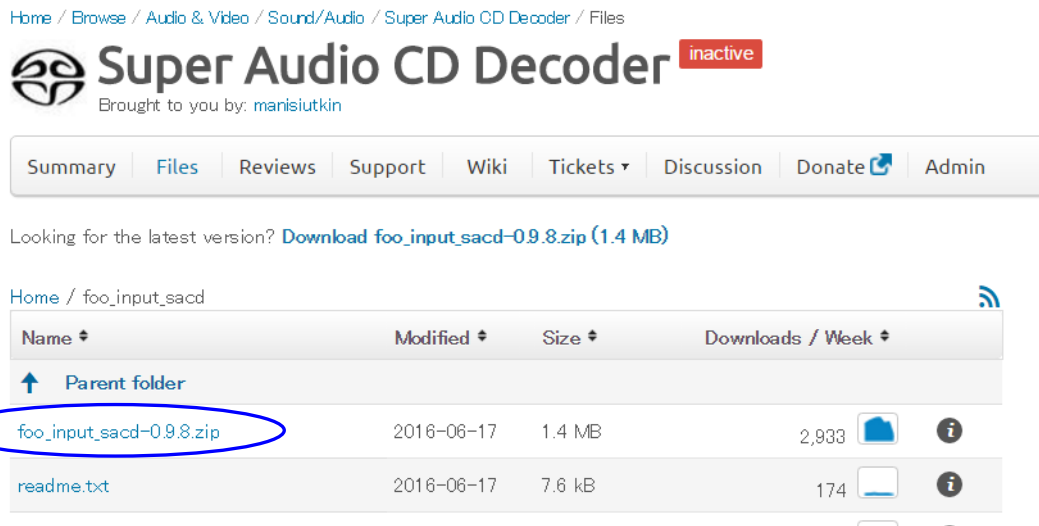 Home / Browse / Audio & Video / Sound/Audio / Super Audio CD Decoder / Files
Super Audio CD Decoder inactive
Brought to you by: manisiutkin
Summary Files Reviews Support Wiki Tickets ▾ Discussion Donate Admin
Looking for the latest version? Download foo_input_sacd-0.9.8.zip (1.4 MB)
Home / foo_input_sacd
Name Modified Size Downloads / Week
Parent folder
foo_input_sacd-0.9.8.zip 2016-06-17 1.4 MB 2,933
readme.txt 2016-06-17 7.6 kB 174